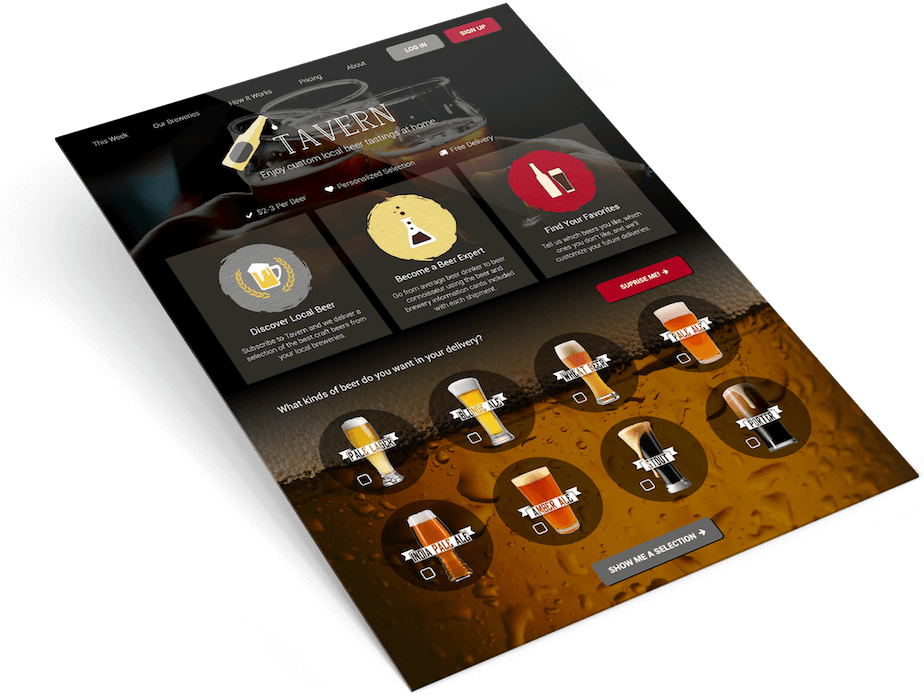 This Week
Our Breweries
How It Works
Pricing
About
LOG IN
SIGN UP
TAVERN
Enjoy custom local beer tastings at home
$2-3 Per Beer
Personalized Selection
Free Delivery
Discover Local Beer
Subscribe to Tavern and we deliver a
selection of the best craft beers from
your local breweries.
Become a Beer Expert
Go from average beer drinker to beer
connoisseur using the beer and
brewery information cards included
with each shipment.
Find Your Favorites
Tell us which beers you like, which
ones you don't like, and we'll
customize your future deliveries.
SUPRISE ME!
What kinds of beer do you want in your delivery?
PALE LAGER
BLONDE ALE
WHEAT BEER
PALE ALE
INDIA PALE ALE
AMBER ALE
STOUT
PORTER
SHOW ME A SELECTION